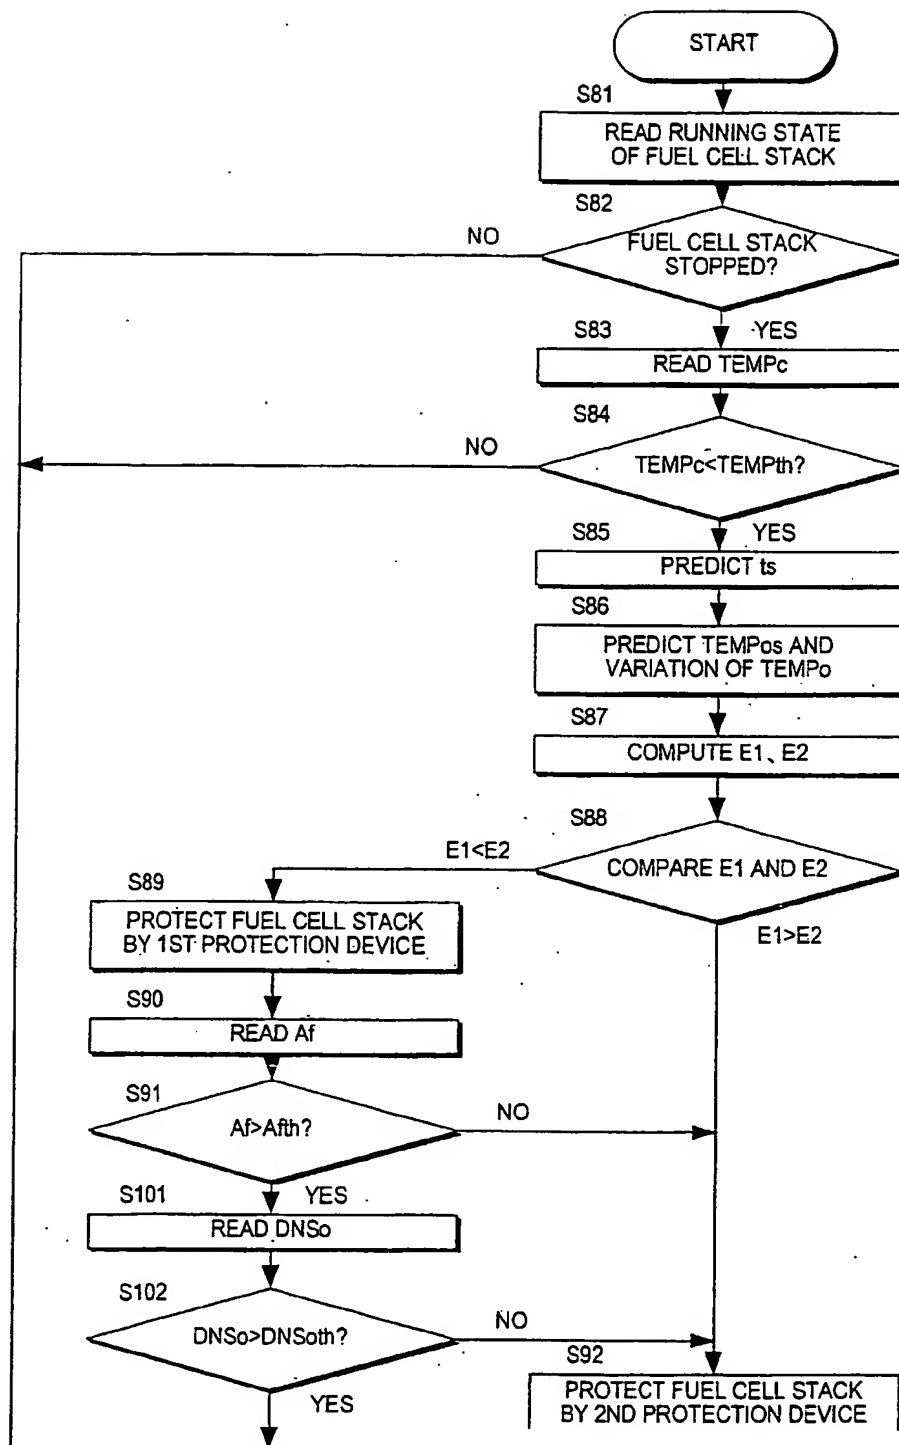 START
S81
READ RUNNING STATE
OF FUEL CELL STACK
S82
NO
FUEL CELL STACK
STOPPED?
S83
YES
READ TEMPc
S84
NO
TEMPc<TEMPth?
S85
YES
PREDICT ts
S86
PREDICT TEMPos AND
VARIATION OF TEMPo
S87
COMPUTE E1、E2
S88
E1<E2
COMPARE E1 AND E2
E1>E2
S89
PROTECT FUEL CELL STACK
BY 1ST PROTECTION DEVICE
S90
READ Af
S91
NO
Af>Afth?
S101
YES
READ DNSo
S102
NO
DNSo>DNSoth?
YES
S92
PROTECT FUEL CELL STACK
BY 2ND PROTECTION DEVICE